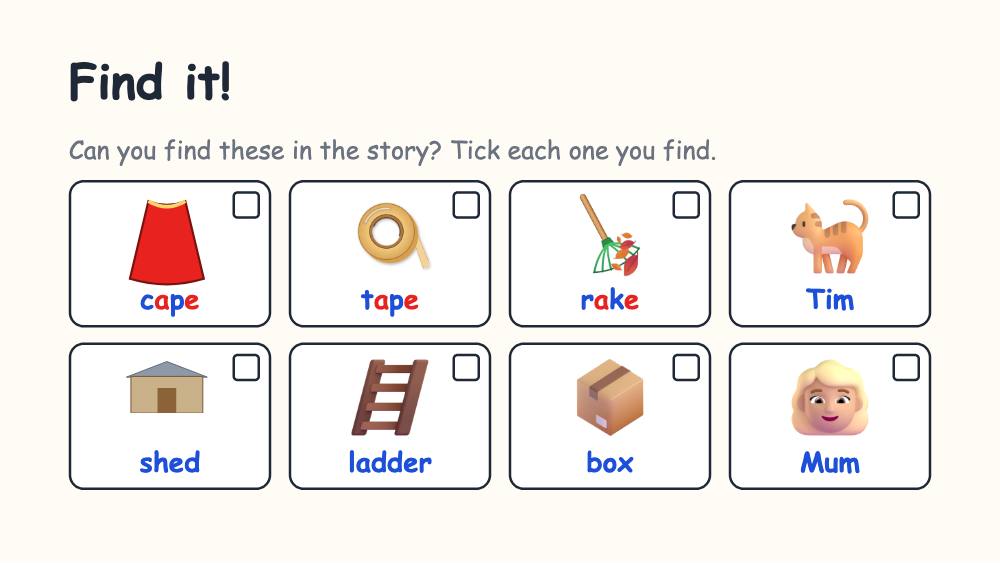 Find it!
Can you find these in the story? Tick each one you find.
cape tape rake Tim
shed ladder box Mum